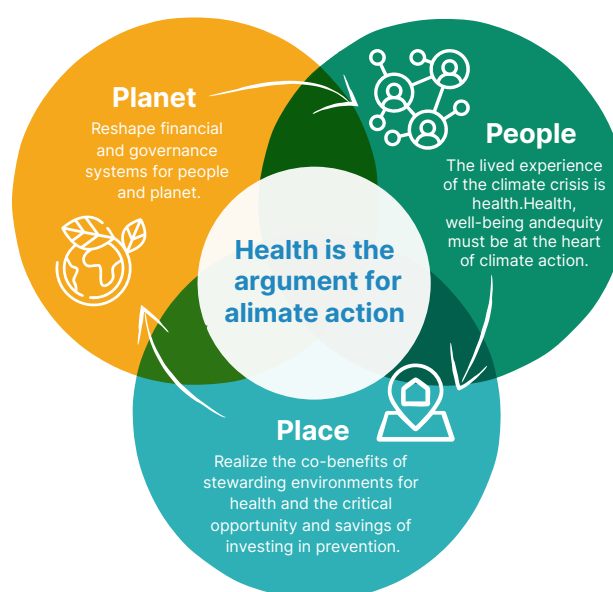 Planet
Reshape financial
and governance
systems for people
and planet.
People
The lived experience
of the climate crisis is
health.Health,
well-being andequity
must be at the heart
of climate action.
Health is the
argument for
alimate action
Place
Realize the co-benefits of
stewarding environments for
health and the critical
opportunity and savings of
investing in prevention.